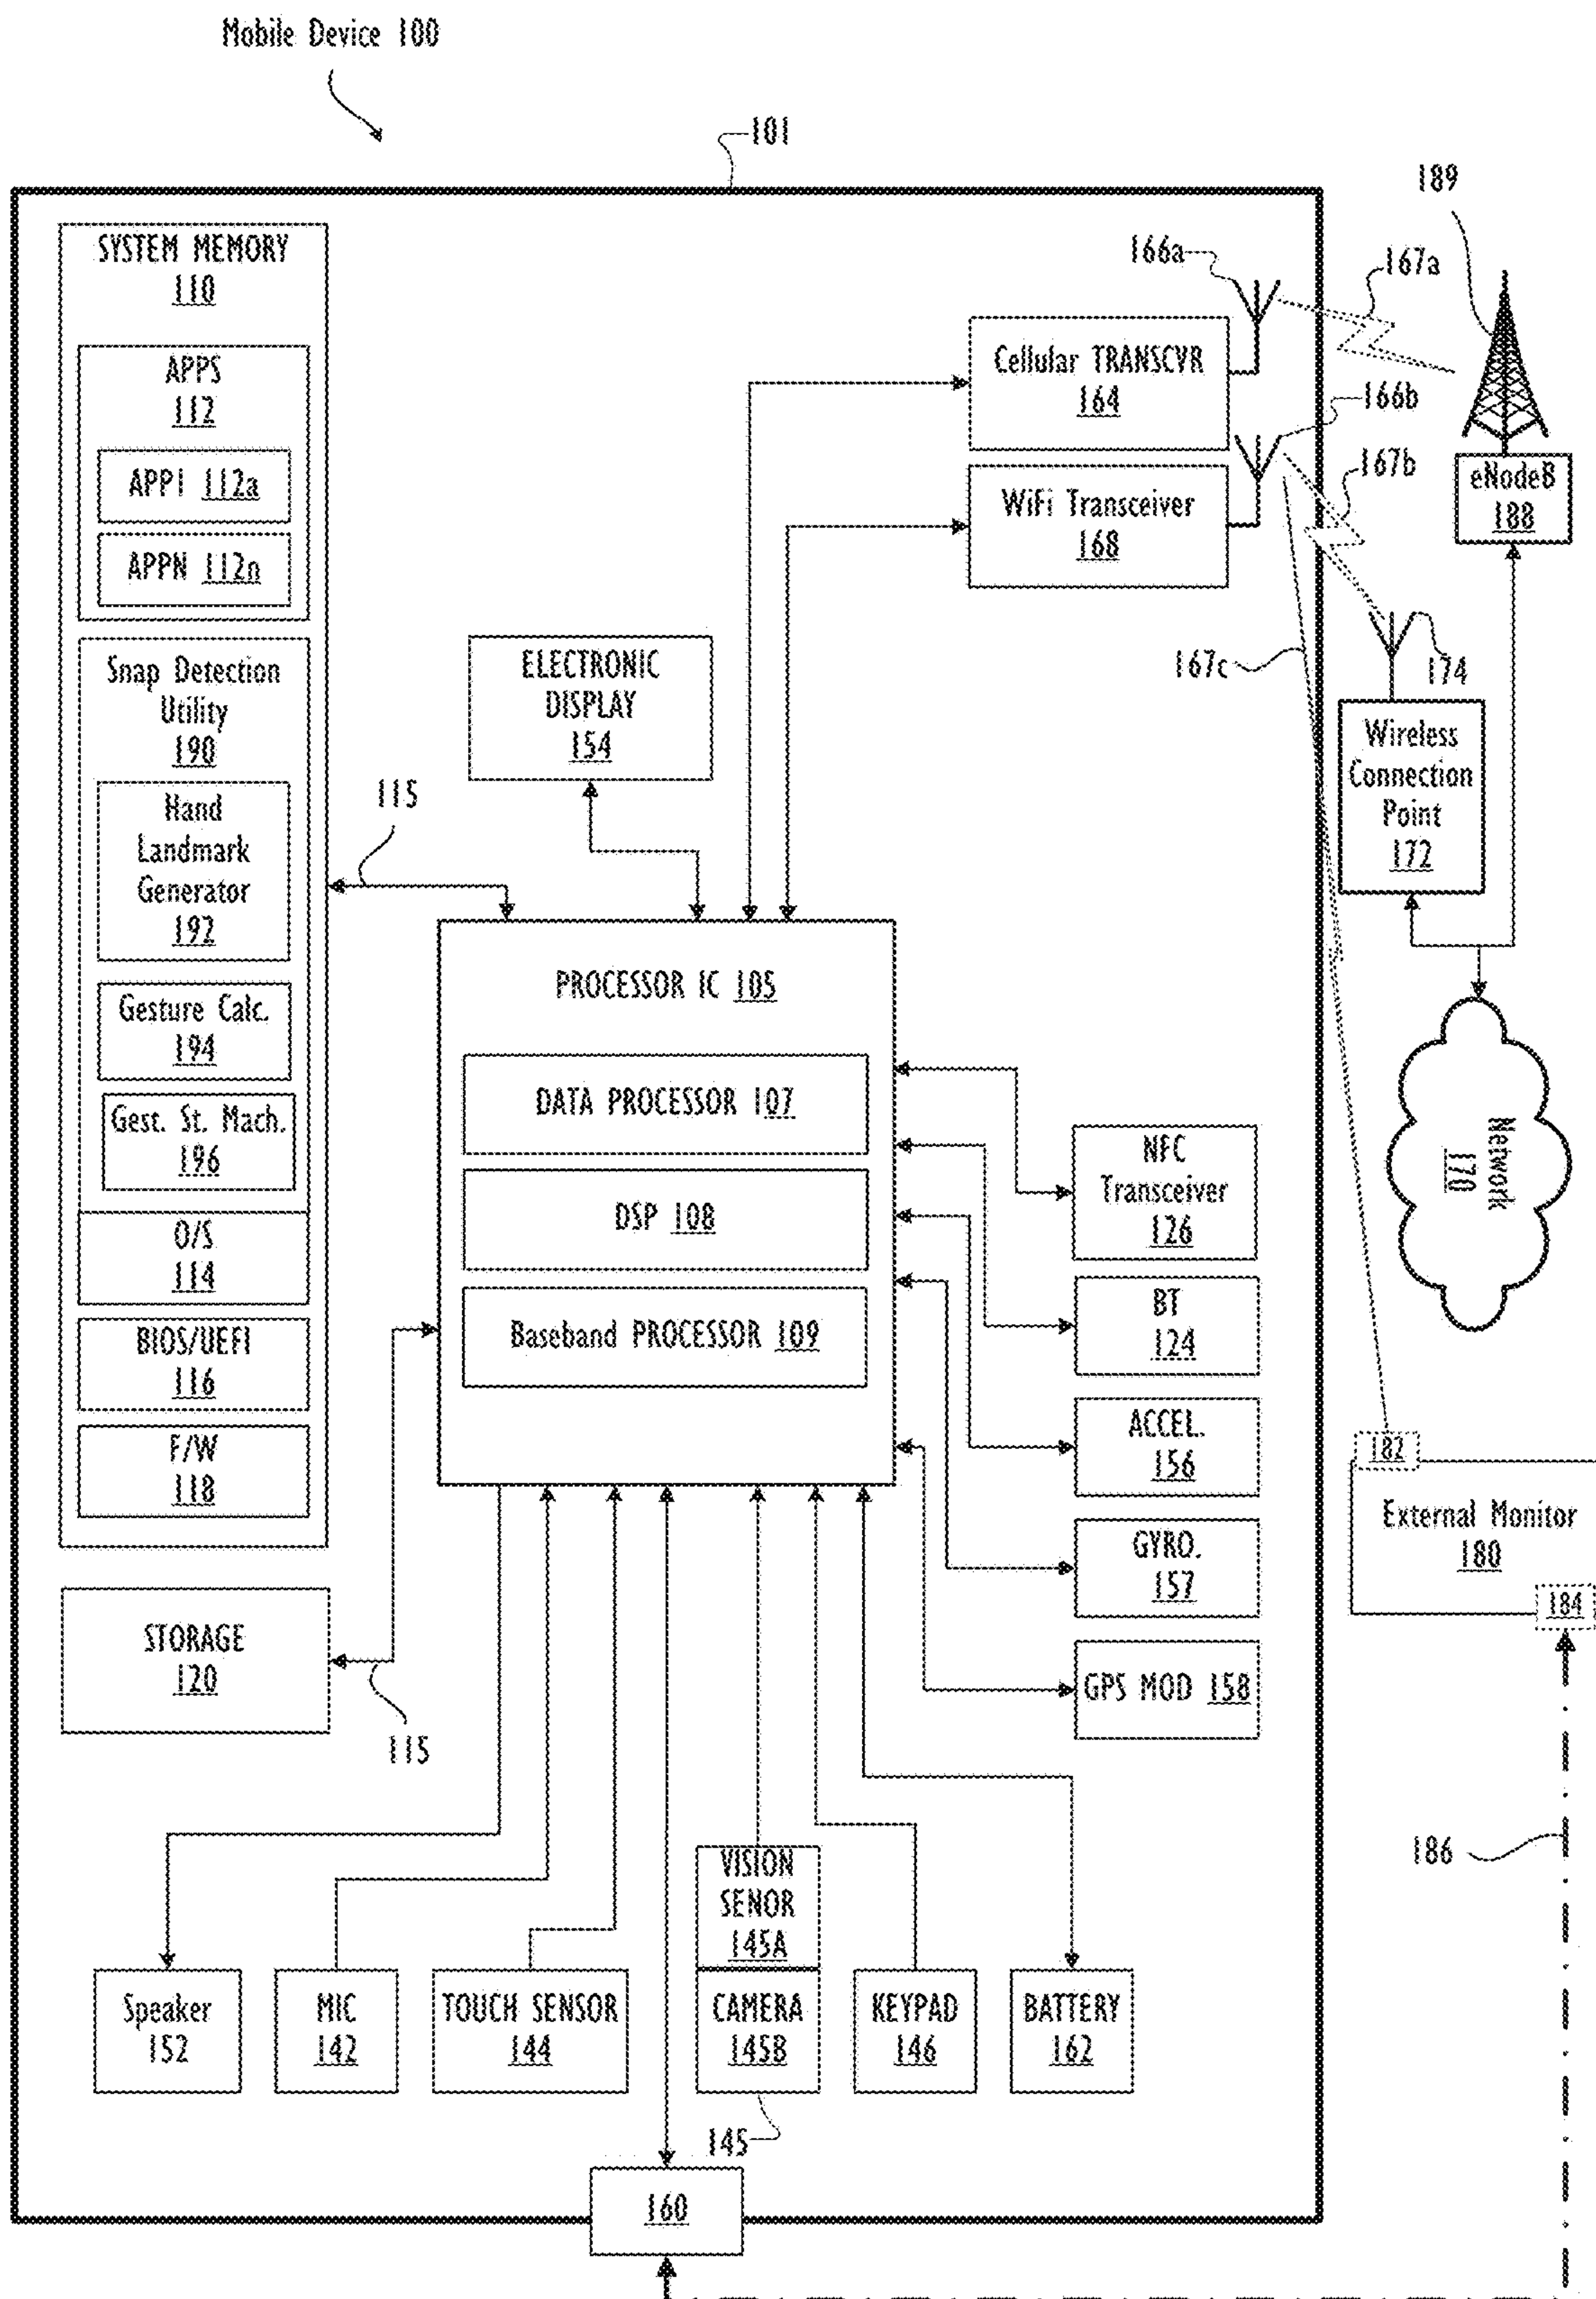 Mobile Device 100
101
189
SYSTEM MEMORY
110
APPS
112
APP1 112a
APPN 112n
Snap Detection
Utility
190
Hand
Landmark
Generator
192
Gesture Calc.
194
Gest. St. Mach.
196
O/S
114
BIOS/UEFI
116
F/W
118
STORAGE
120
115
115
ELECTRONIC
DISPLAY
154
Cellular TRANSCVR
164
WiFi Transceiver
168
166a
167a
166b
167b
167c
174
eNodeB
188
Wireless
Connection
Point
172
Network
170
PROCESSOR IC 105
DATA PROCESSOR 107
DSP 108
Baseband PROCESSOR 109
NFC
Transceiver
126
BT
124
ACCEL.
156
GYRO.
157
GPS MOD 158
182
External Monitor
180
184
186
Speaker
152
MIC
142
TOUCH SENSOR
144
VISION
SENOR
145A
CAMERA
145B
145
KEYPAD
146
BATTERY
162
160